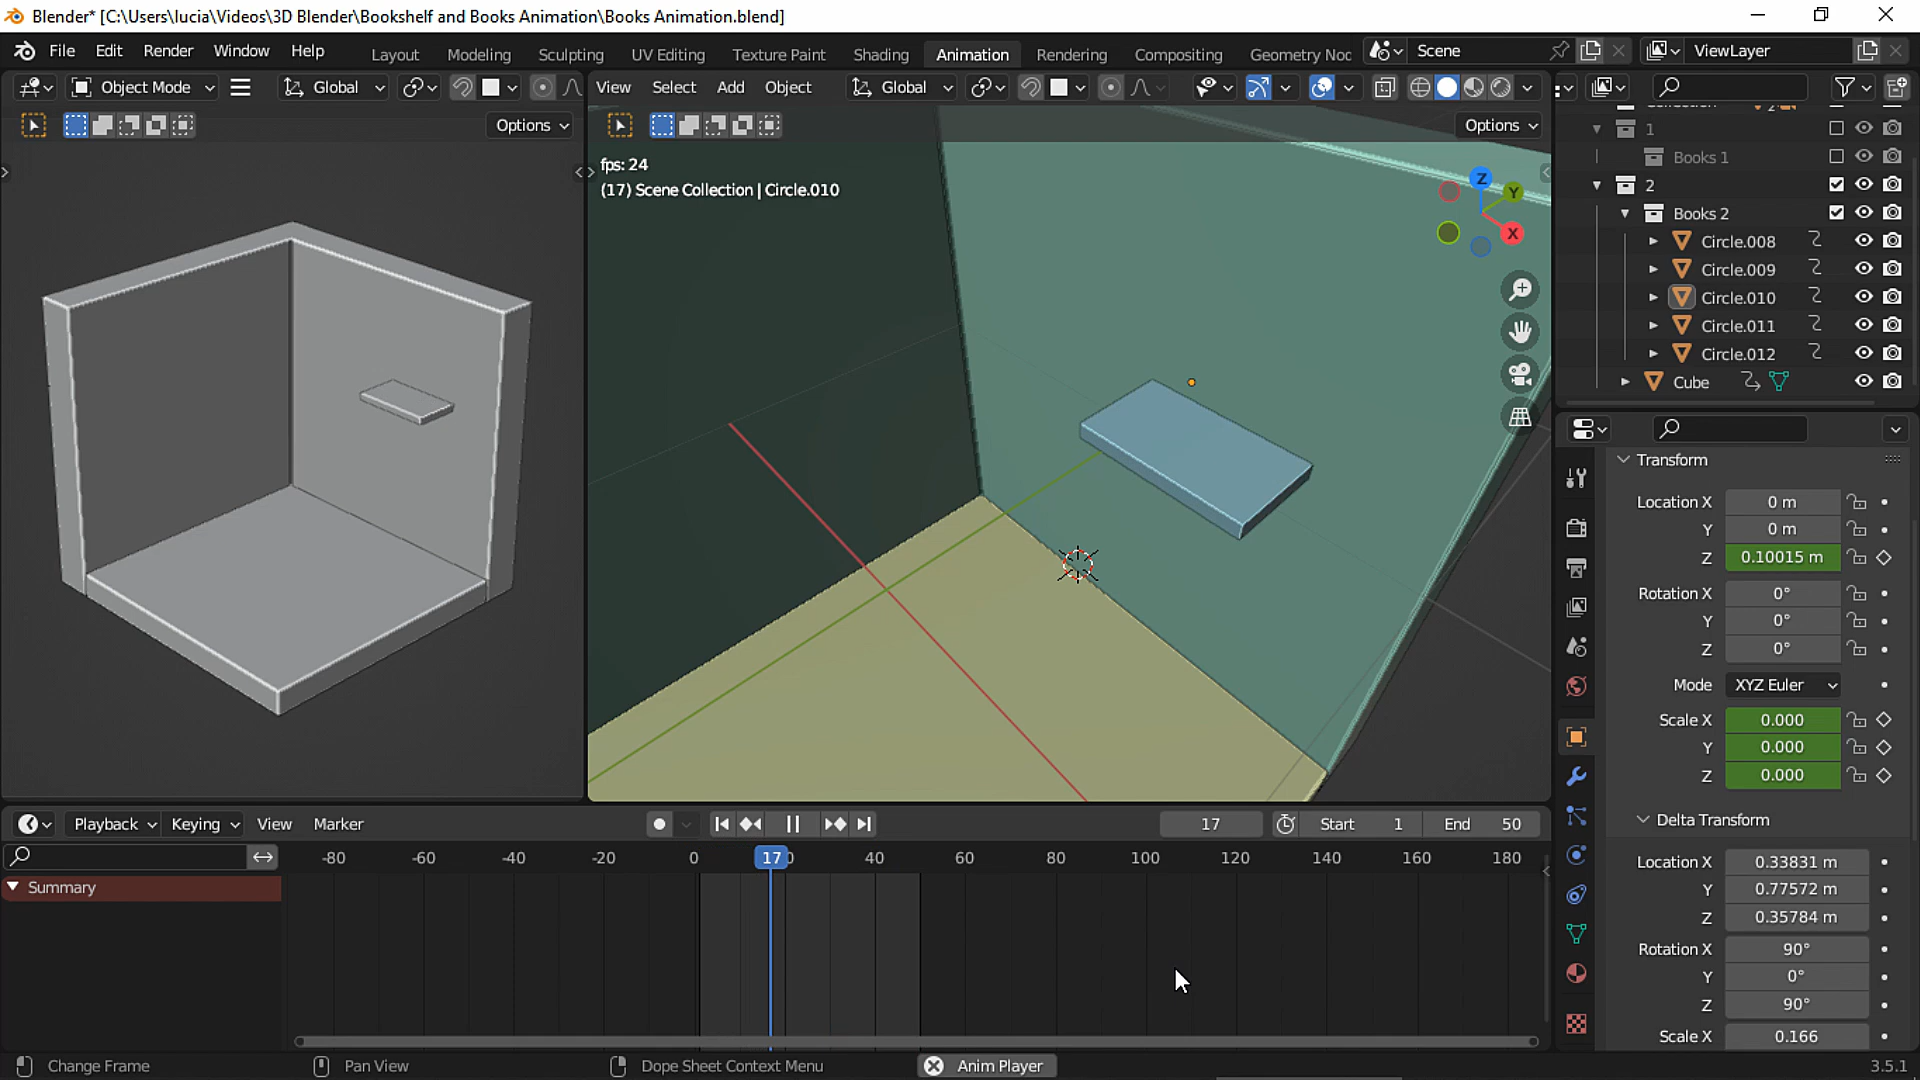 Blender* [C:\Users\lucia\Videos\3D Blender\Bookshelf and Books Animation\Books Animation.blend]
File Edit Render Window Help Layout Modeling Sculpting UV Editing Texture Paint Shading Animation Rendering Compositing Geometry Noc Scene ViewLayer
Object Mode Global View Select Add Object Global
Options Options
Collection 2
1
Books 1
2
Books 2
Circle.008
Circle.009
Circle.010
Circle.011
Circle.012
Cube
fps: 24
(17) Scene Collection | Circle.010
Z
Y
X
Transform
Location X 0 m
Y 0 m
Z 0.10015 m
Rotation X 0°
Y 0°
Z 0°
Mode XYZ Euler
Scale X 0.000
Y 0.000
Z 0.000
Delta Transform
Location X 0.33831 m
Y 0.77572 m
Z 0.35784 m
Rotation X 90°
Y 0°
Z 90°
Scale X 0.166
Playback Keying View Marker 17 Start 1 End 50
-80 -60 -40 -20 0 17 0 40 60 80 100 120 140 160 180
Summary
Change Frame Pan View Dope Sheet Context Menu Anim Player 3.5.1